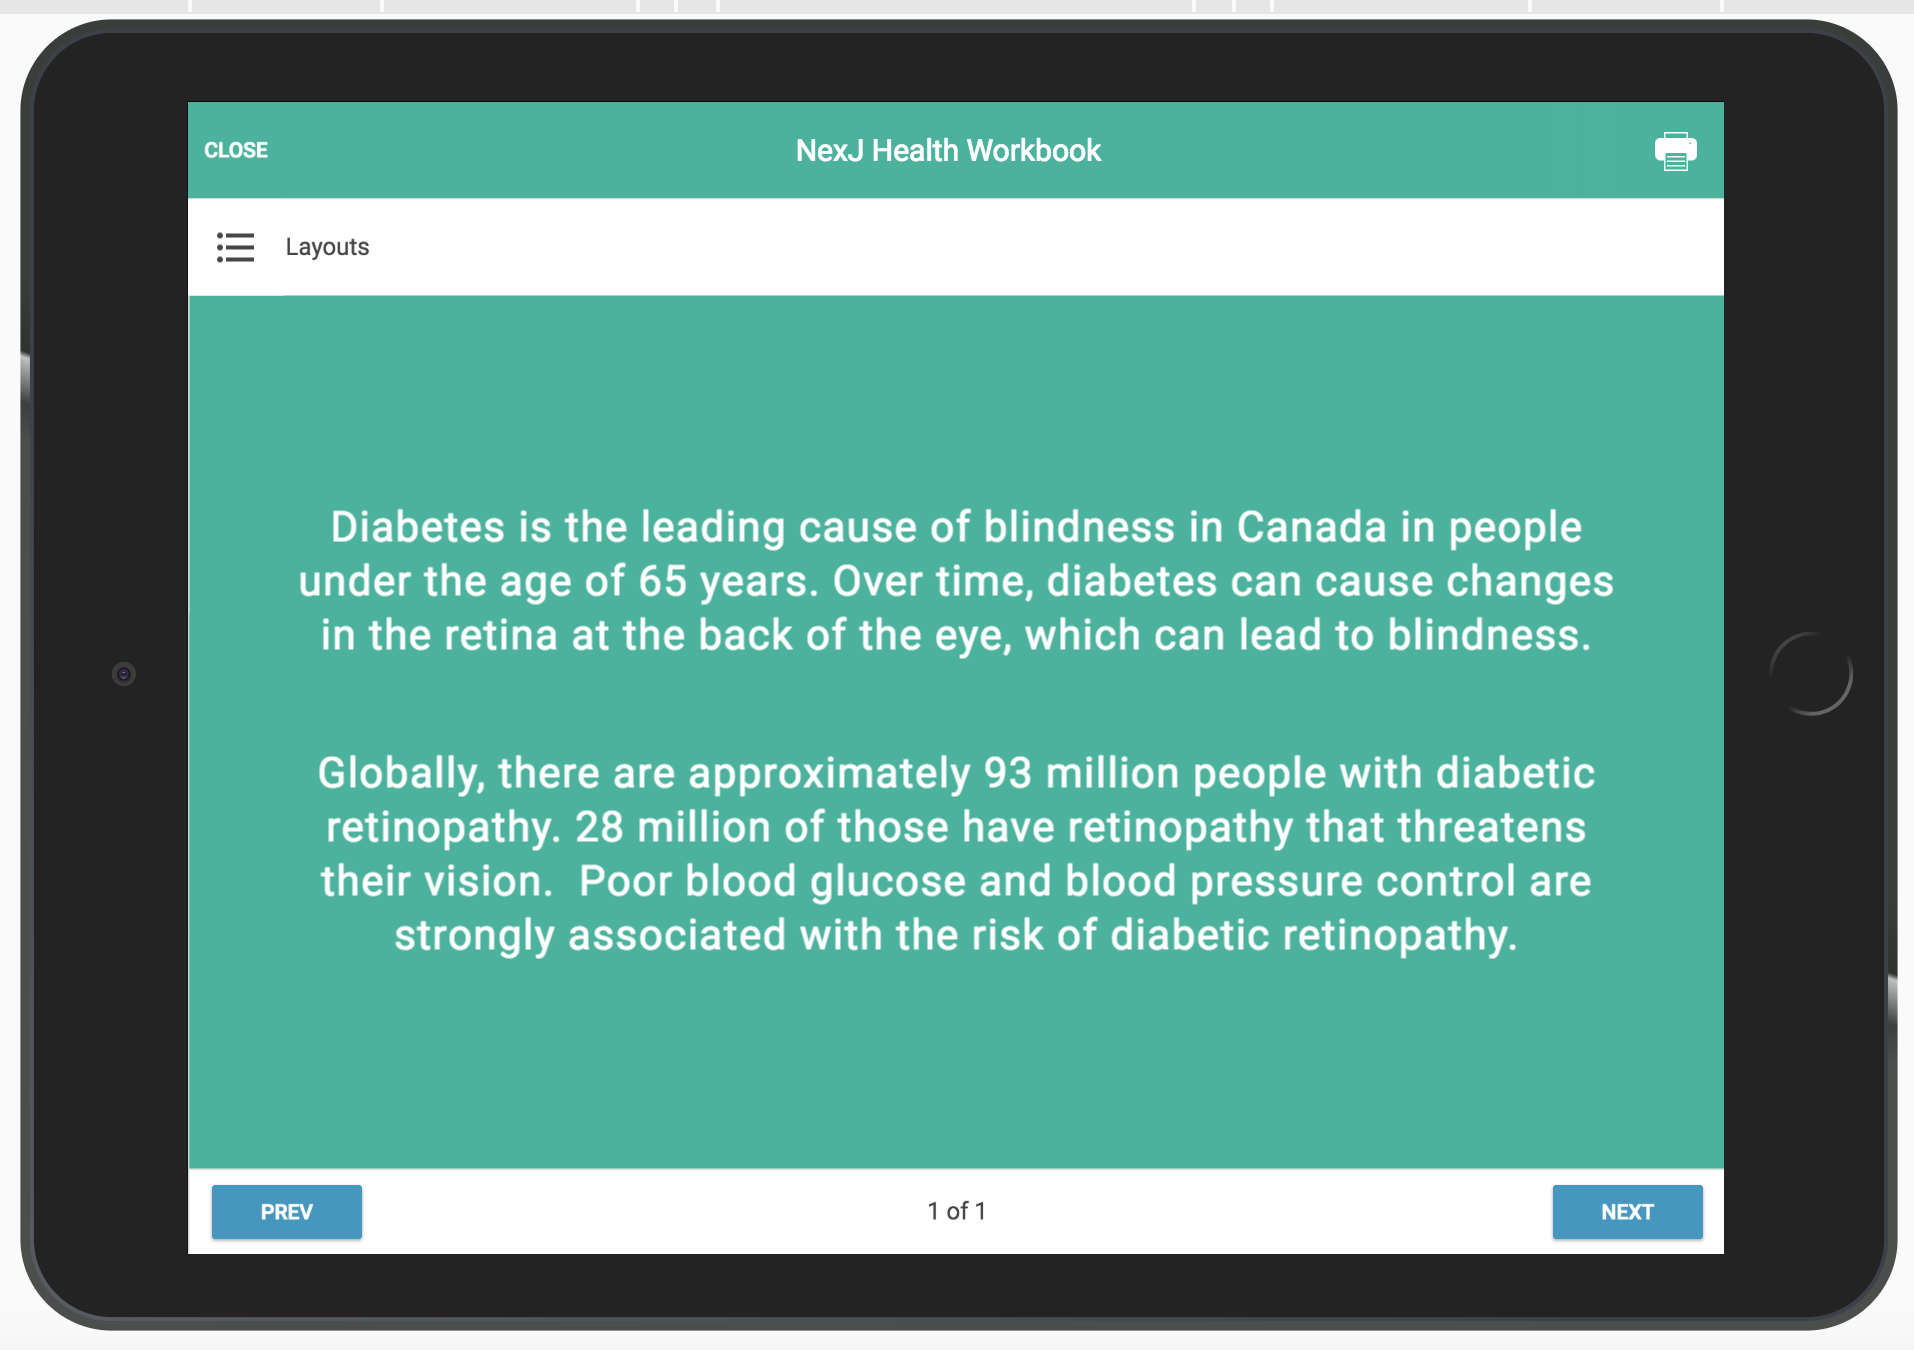 CLOSE
NexJ Health Workbook
Layouts
Diabetes is the leading cause of blindness in Canada in people
under the age of 65 years. Over time, diabetes can cause changes
in the retina at the back of the eye, which can lead to blindness.
Globally, there are approximately 93 million people with diabetic
retinopathy. 28 million of those have retinopathy that threatens
their vision.  Poor blood glucose and blood pressure control are
strongly associated with the risk of diabetic retinopathy.
PREV
1 of 1
NEXT